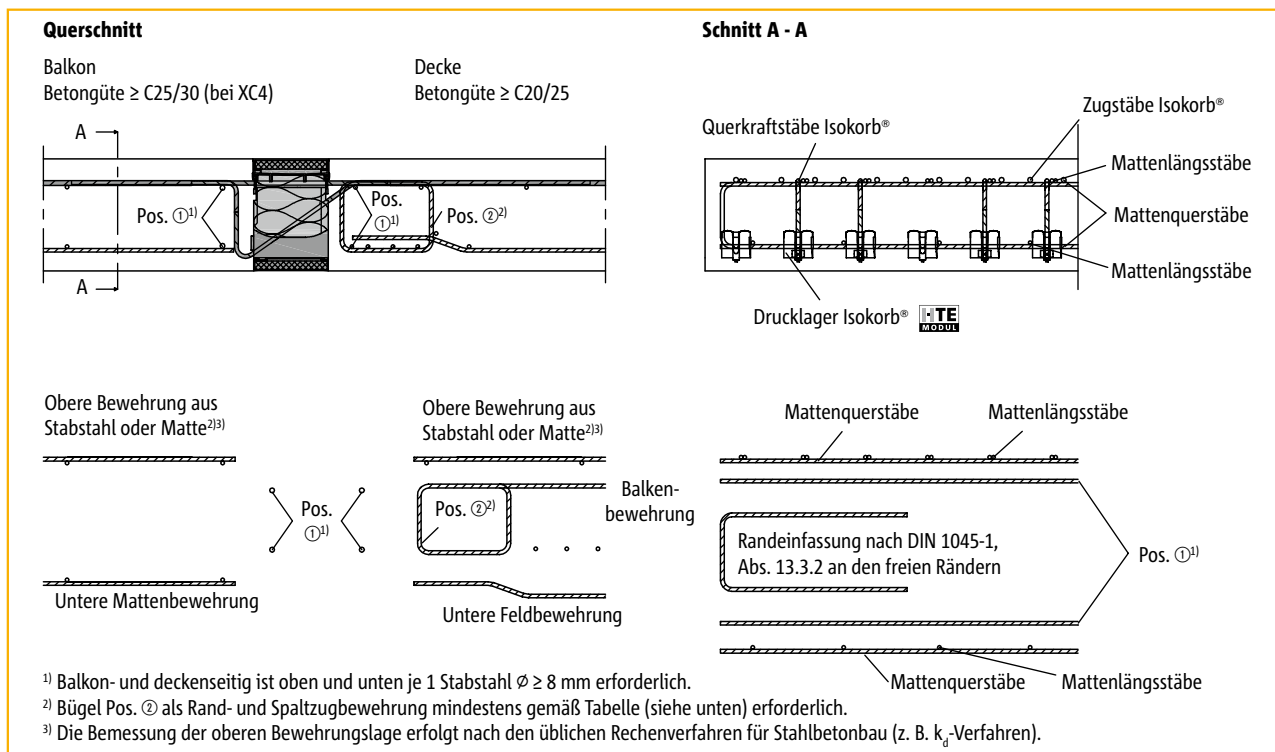 Querschnitt
Schnitt A - A
Balkon
Betongüte ≥ C25/30 (bei XC4)
Decke
Betongüte ≥ C20/25
A
A
Pos. ①¹⁾
Pos.
①¹⁾
Pos. ②²⁾
Querkraftstäbe Isokorb®
Zugstäbe Isokorb®
Mattenlängsstäbe
Mattenquerstäbe
Mattenlängsstäbe
Drucklager Isokorb® HTE
MODUL
Obere Bewehrung aus
Stabstahl oder Matte²⁾³⁾
Pos.
①¹⁾
Untere Mattenbewehrung
Obere Bewehrung aus
Stabstahl oder Matte²⁾³⁾
Pos. ②²⁾
Balken-
bewehrung
Untere Feldbewehrung
Mattenquerstäbe
Mattenlängsstäbe
Randeinfassung nach DIN 1045-1,
Abs. 13.3.2 an den freien Rändern
Pos. ①¹⁾
Mattenquerstäbe
Mattenlängsstäbe
¹⁾ Balkon- und deckenseitig ist oben und unten je 1 Stabstahl Ø ≥ 8 mm erforderlich.
²⁾ Bügel Pos. ② als Rand- und Spaltzugbewehrung mindestens gemäß Tabelle (siehe unten) erforderlich.
³⁾ Die Bemessung der oberen Bewehrungslage erfolgt nach den üblichen Rechenverfahren für Stahlbetonbau (z. B. k_d-Verfahren).